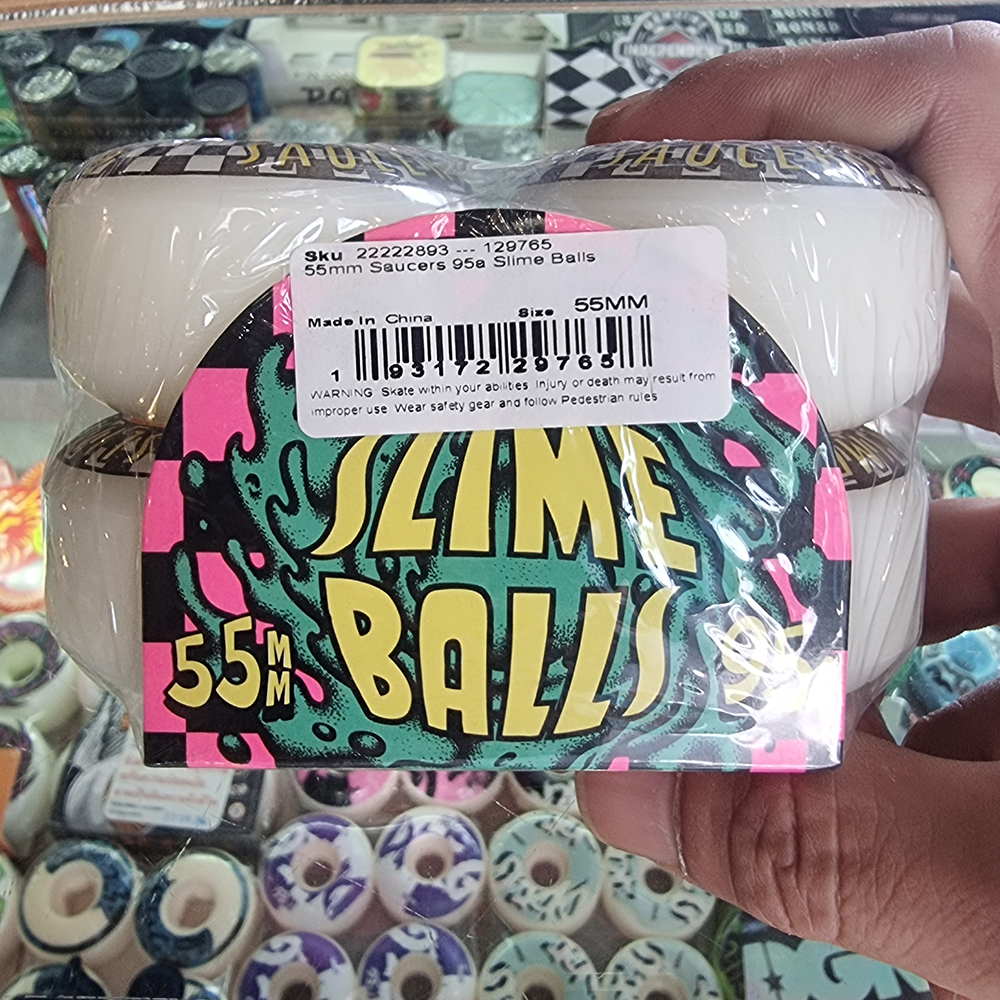 INDEPENDENT
SAUCERS
SAUCERS
Sku 22222893 --- 129765
55mm Saucers 95a Slime Balls
Made In China Size 55MM
1 93172 29765
WARNING Skate within your abilities Injury or death may result from
improper use Wear safety gear and follow Pedestrian rules
SLIME
BALLS
55MM